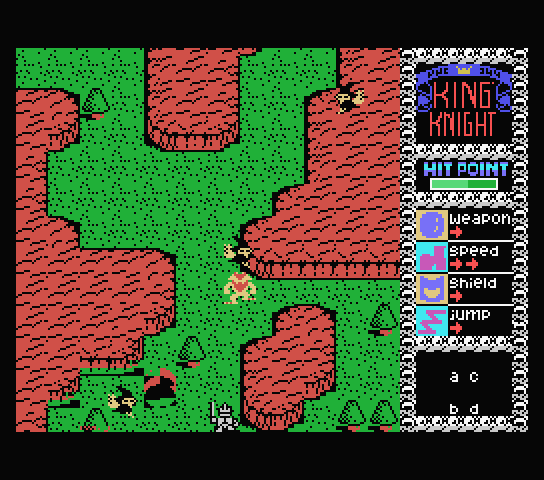 KING
KNIGHT
HIT POINT
weapon
speed
shield
jump
a c
b d